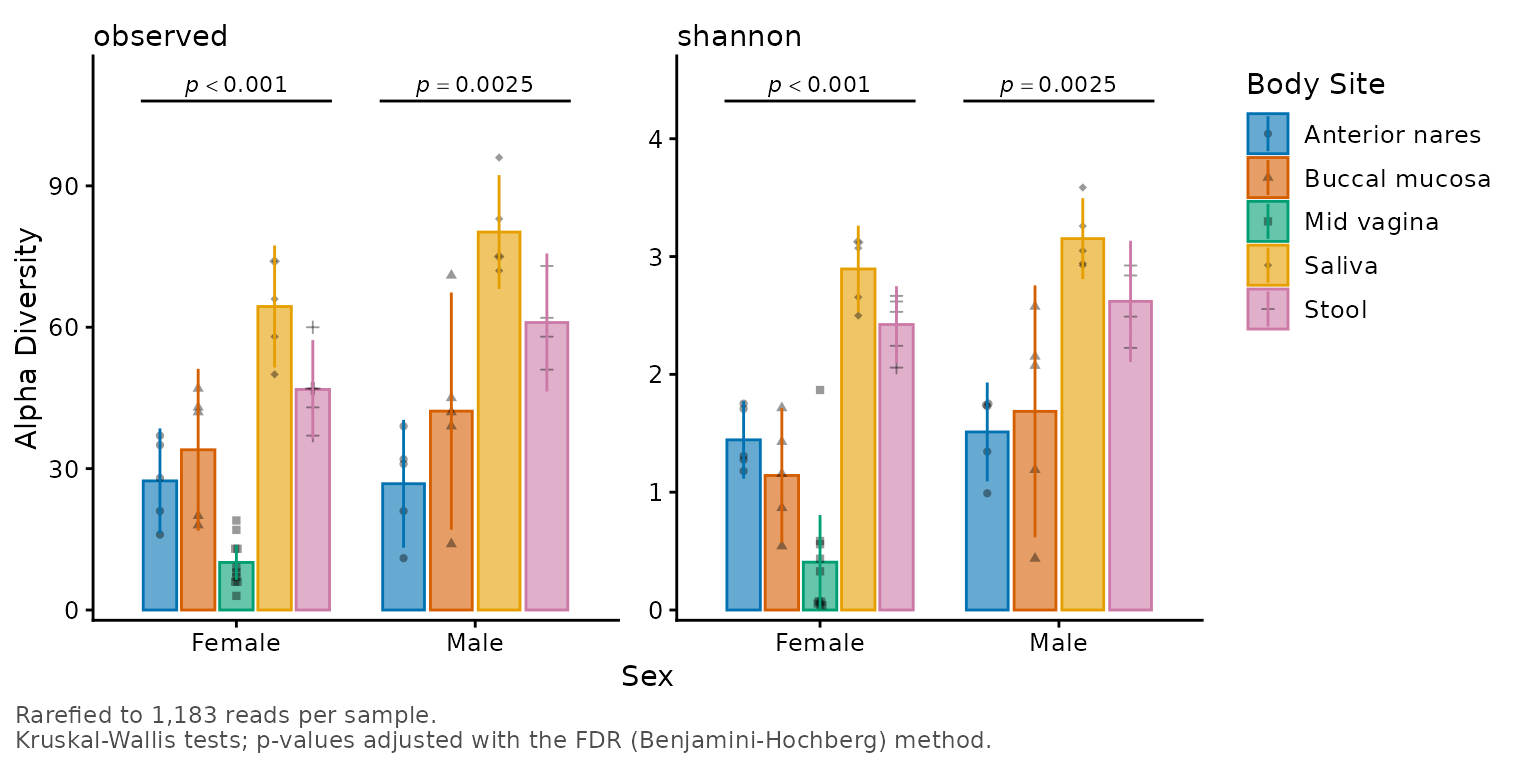 observed
shannon
p < 0.001
p = 0.0025
p < 0.001
p = 0.0025
Alpha Diversity
90
60
30
0
4
3
2
1
0
Female
Male
Female
Male
Sex
Body Site
Anterior nares
Buccal mucosa
Mid vagina
Saliva
Stool
Rarefied to 1,183 reads per sample.
Kruskal-Wallis tests; p-values adjusted with the FDR (Benjamini-Hochberg) method.